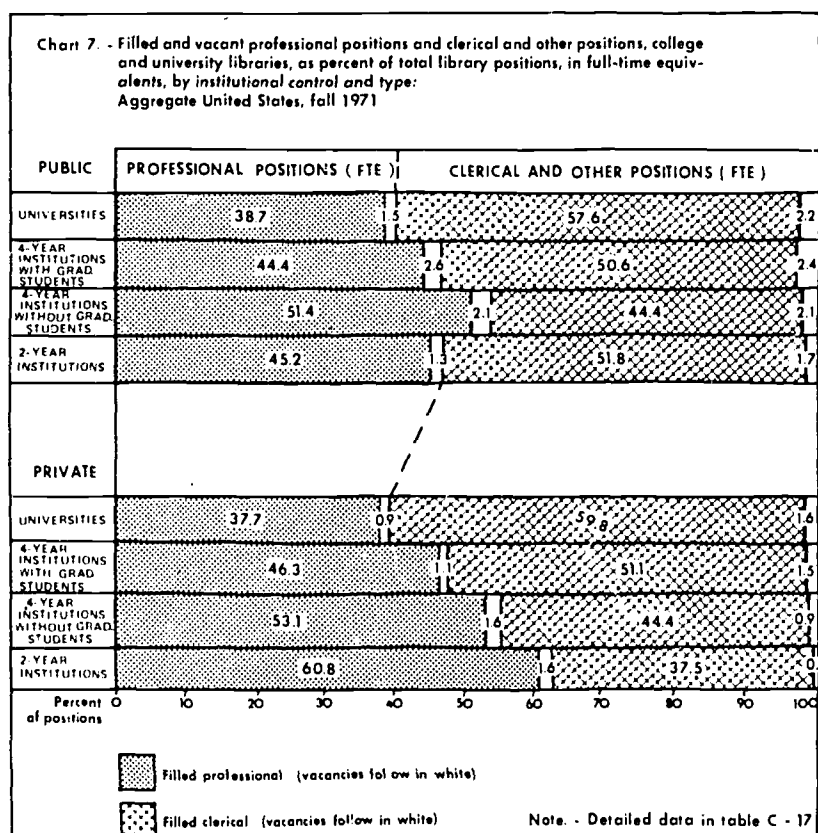 Chart 7. - Filled and vacant professional positions and clerical and other positions, college
and university libraries, as percent of total library positions, in full-time equiv-
alents, by institutional control and type:
Aggregate United States, fall 1971
PUBLIC PROFESSIONAL POSITIONS ( FTE ) CLERICAL AND OTHER POSITIONS ( FTE )
UNIVERSITIES 38.7 1.5 57.6 2.2
4-YEAR
INSTITUTIONS
WITH GRAD.
STUDENTS
44.4 2.6 50.6 2.4
4-YEAR
INSTITUTIONS
WITHOUT GRAD.
STUDENTS
51.4 2.1 44.4 2.1
2-YEAR
INSTITUTIONS
45.2 1.3 51.8 1.7
PRIVATE
UNIVERSITIES 37.7 0.9 59.8 1.6
4-YEAR
INSTITUTIONS
WITH GRAD
STUDENTS
46.3 1.1 51.1 1.5
4-YEAR
INSTITUTIONS
WITHOUT GRAD.
STUDENTS
53.1 1.6 44.4 0.9
2-YEAR
INSTITUTIONS
60.8 1.6 37.5
Percent
of positions
0 10 20 30 40 50 60 70 80 90 100
Filled professional (vacancies fol ow in white)
Filled clerical (vacancies follow in white)
Note. - Detailed data in table C - 17